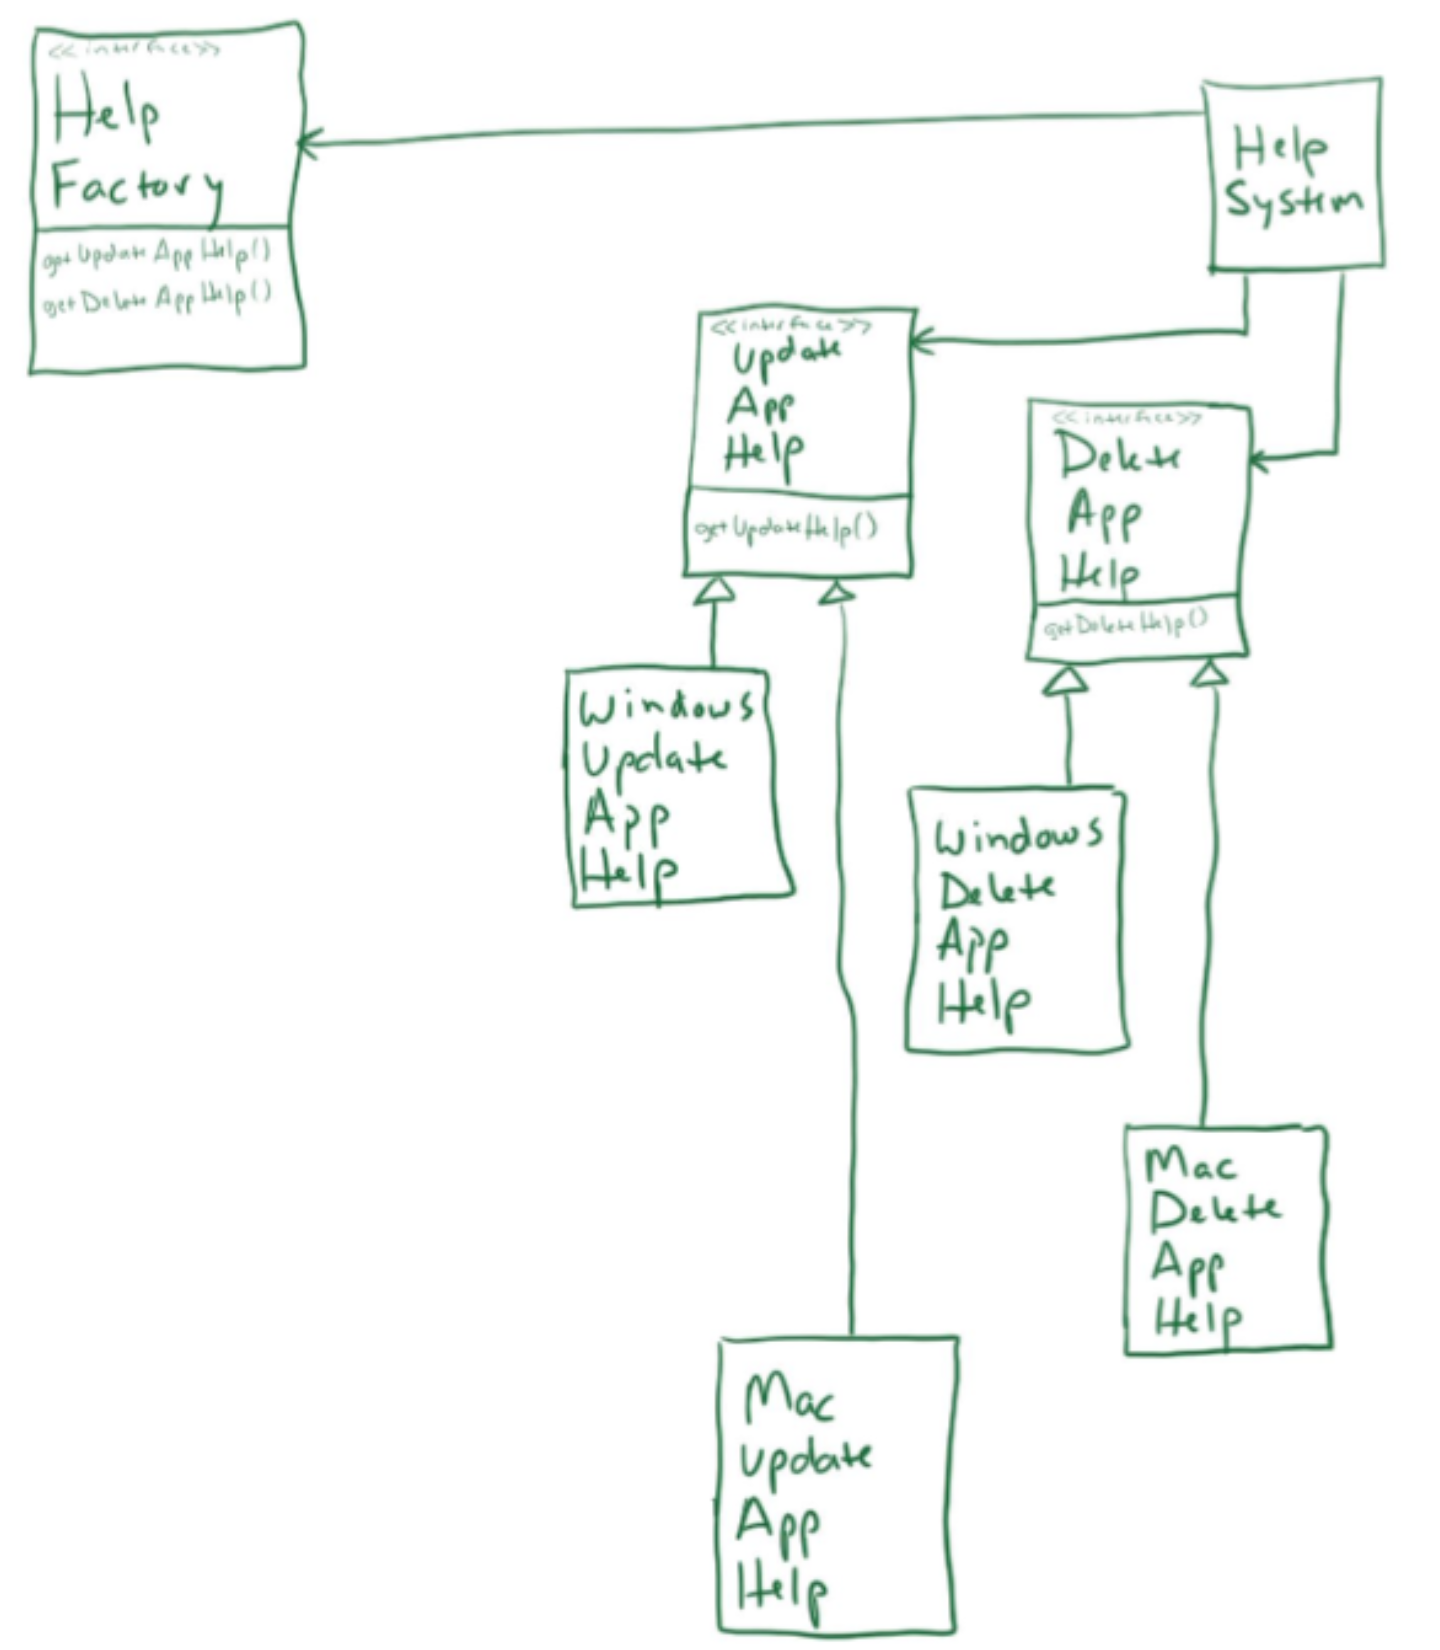 <<interface>>
Help
Factory
getUpdateAppHelp()
getDeleteAppHelp()
Help
System
<<interface>>
Update
App
Help
getUpdateHelp()
<<interface>>
Delete
App
Help
getDeleteHelp()
Windows
Update
App
Help
Windows
Delete
App
Help
Mac
Delete
App
Help
Mac
Update
App
Help